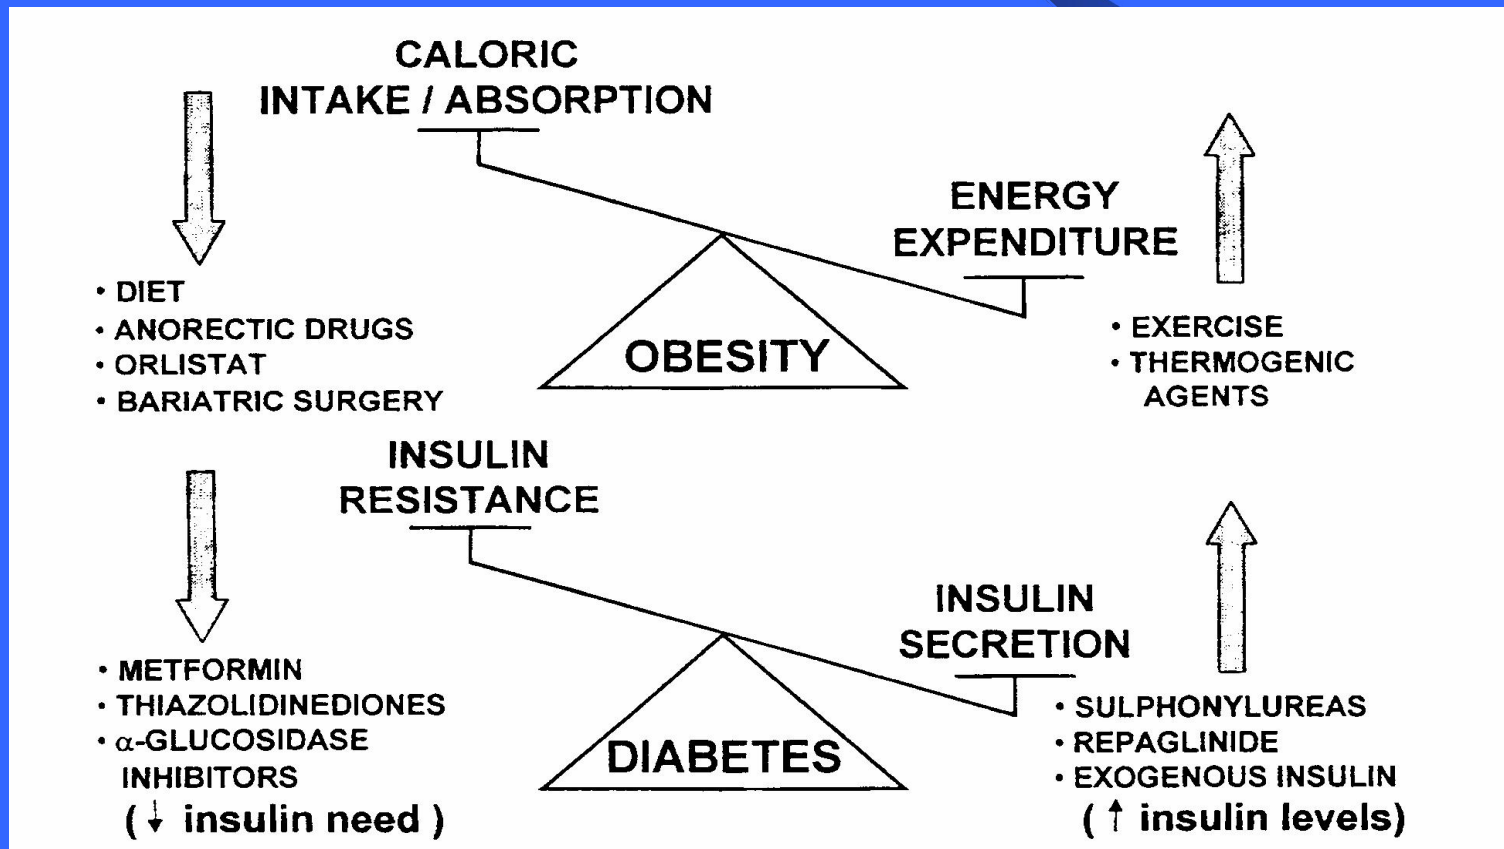 CALORIC
INTAKE / ABSORPTION
ENERGY
EXPENDITURE
• DIET
• ANORECTIC DRUGS
• ORLISTAT
• BARIATRIC SURGERY
OBESITY
• EXERCISE
• THERMOGENIC
AGENTS
INSULIN
RESISTANCE
INSULIN
SECRETION
• METFORMIN
• THIAZOLIDINEDIONES
• α-GLUCOSIDASE
INHIBITORS
(↓ insulin need )
DIABETES
• SULPHONYLUREAS
• REPAGLINIDE
• EXOGENOUS INSULIN
(↑ insulin levels)